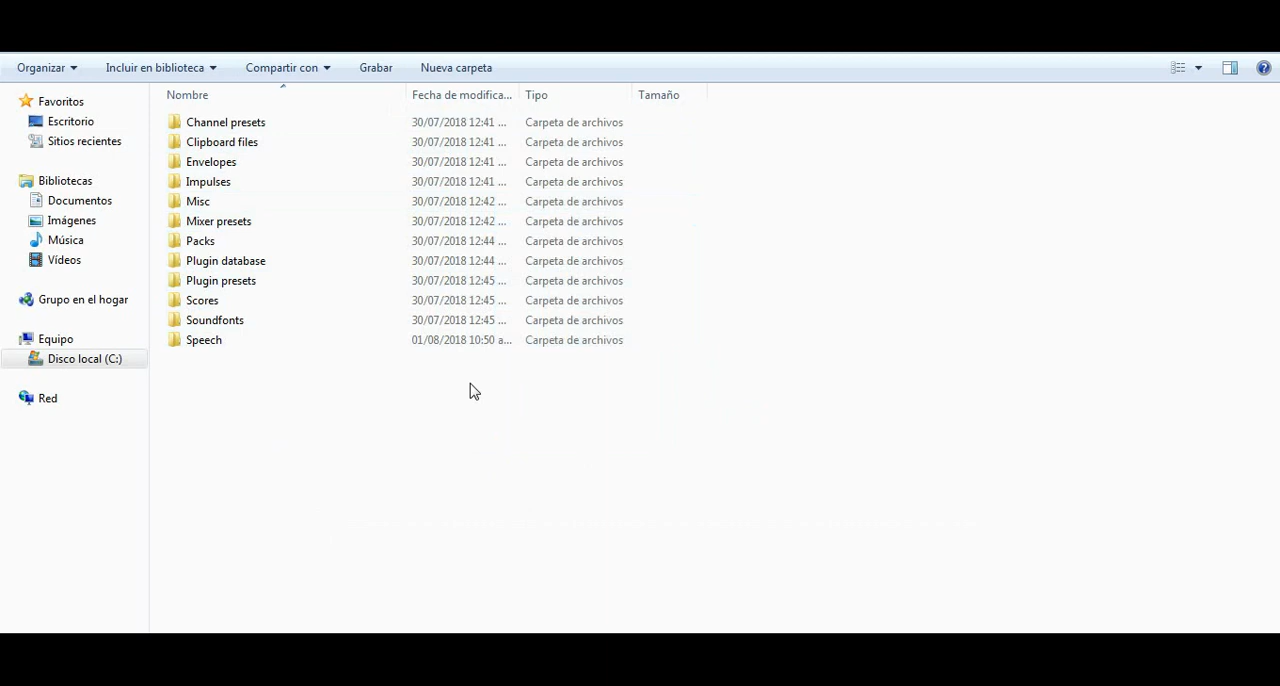 Organizar Incluir en biblioteca Compartir con Grabar Nueva carpeta
Nombre Fecha de modifica... Tipo Tamaño
Favoritos
Escritorio
Sitios recientes
Bibliotecas
Documentos
Imágenes
Música
Vídeos
Grupo en el hogar
Equipo
Disco local (C:)
Red
Channel presets 30/07/2018 12:41 ... Carpeta de archivos
Clipboard files 30/07/2018 12:41 ... Carpeta de archivos
Envelopes 30/07/2018 12:41 ... Carpeta de archivos
Impulses 30/07/2018 12:41 ... Carpeta de archivos
Misc 30/07/2018 12:42 ... Carpeta de archivos
Mixer presets 30/07/2018 12:42 ... Carpeta de archivos
Packs 30/07/2018 12:44 ... Carpeta de archivos
Plugin database 30/07/2018 12:44 ... Carpeta de archivos
Plugin presets 30/07/2018 12:45 ... Carpeta de archivos
Scores 30/07/2018 12:45 ... Carpeta de archivos
Soundfonts 30/07/2018 12:45 ... Carpeta de archivos
Speech 01/08/2018 10:50 a... Carpeta de archivos